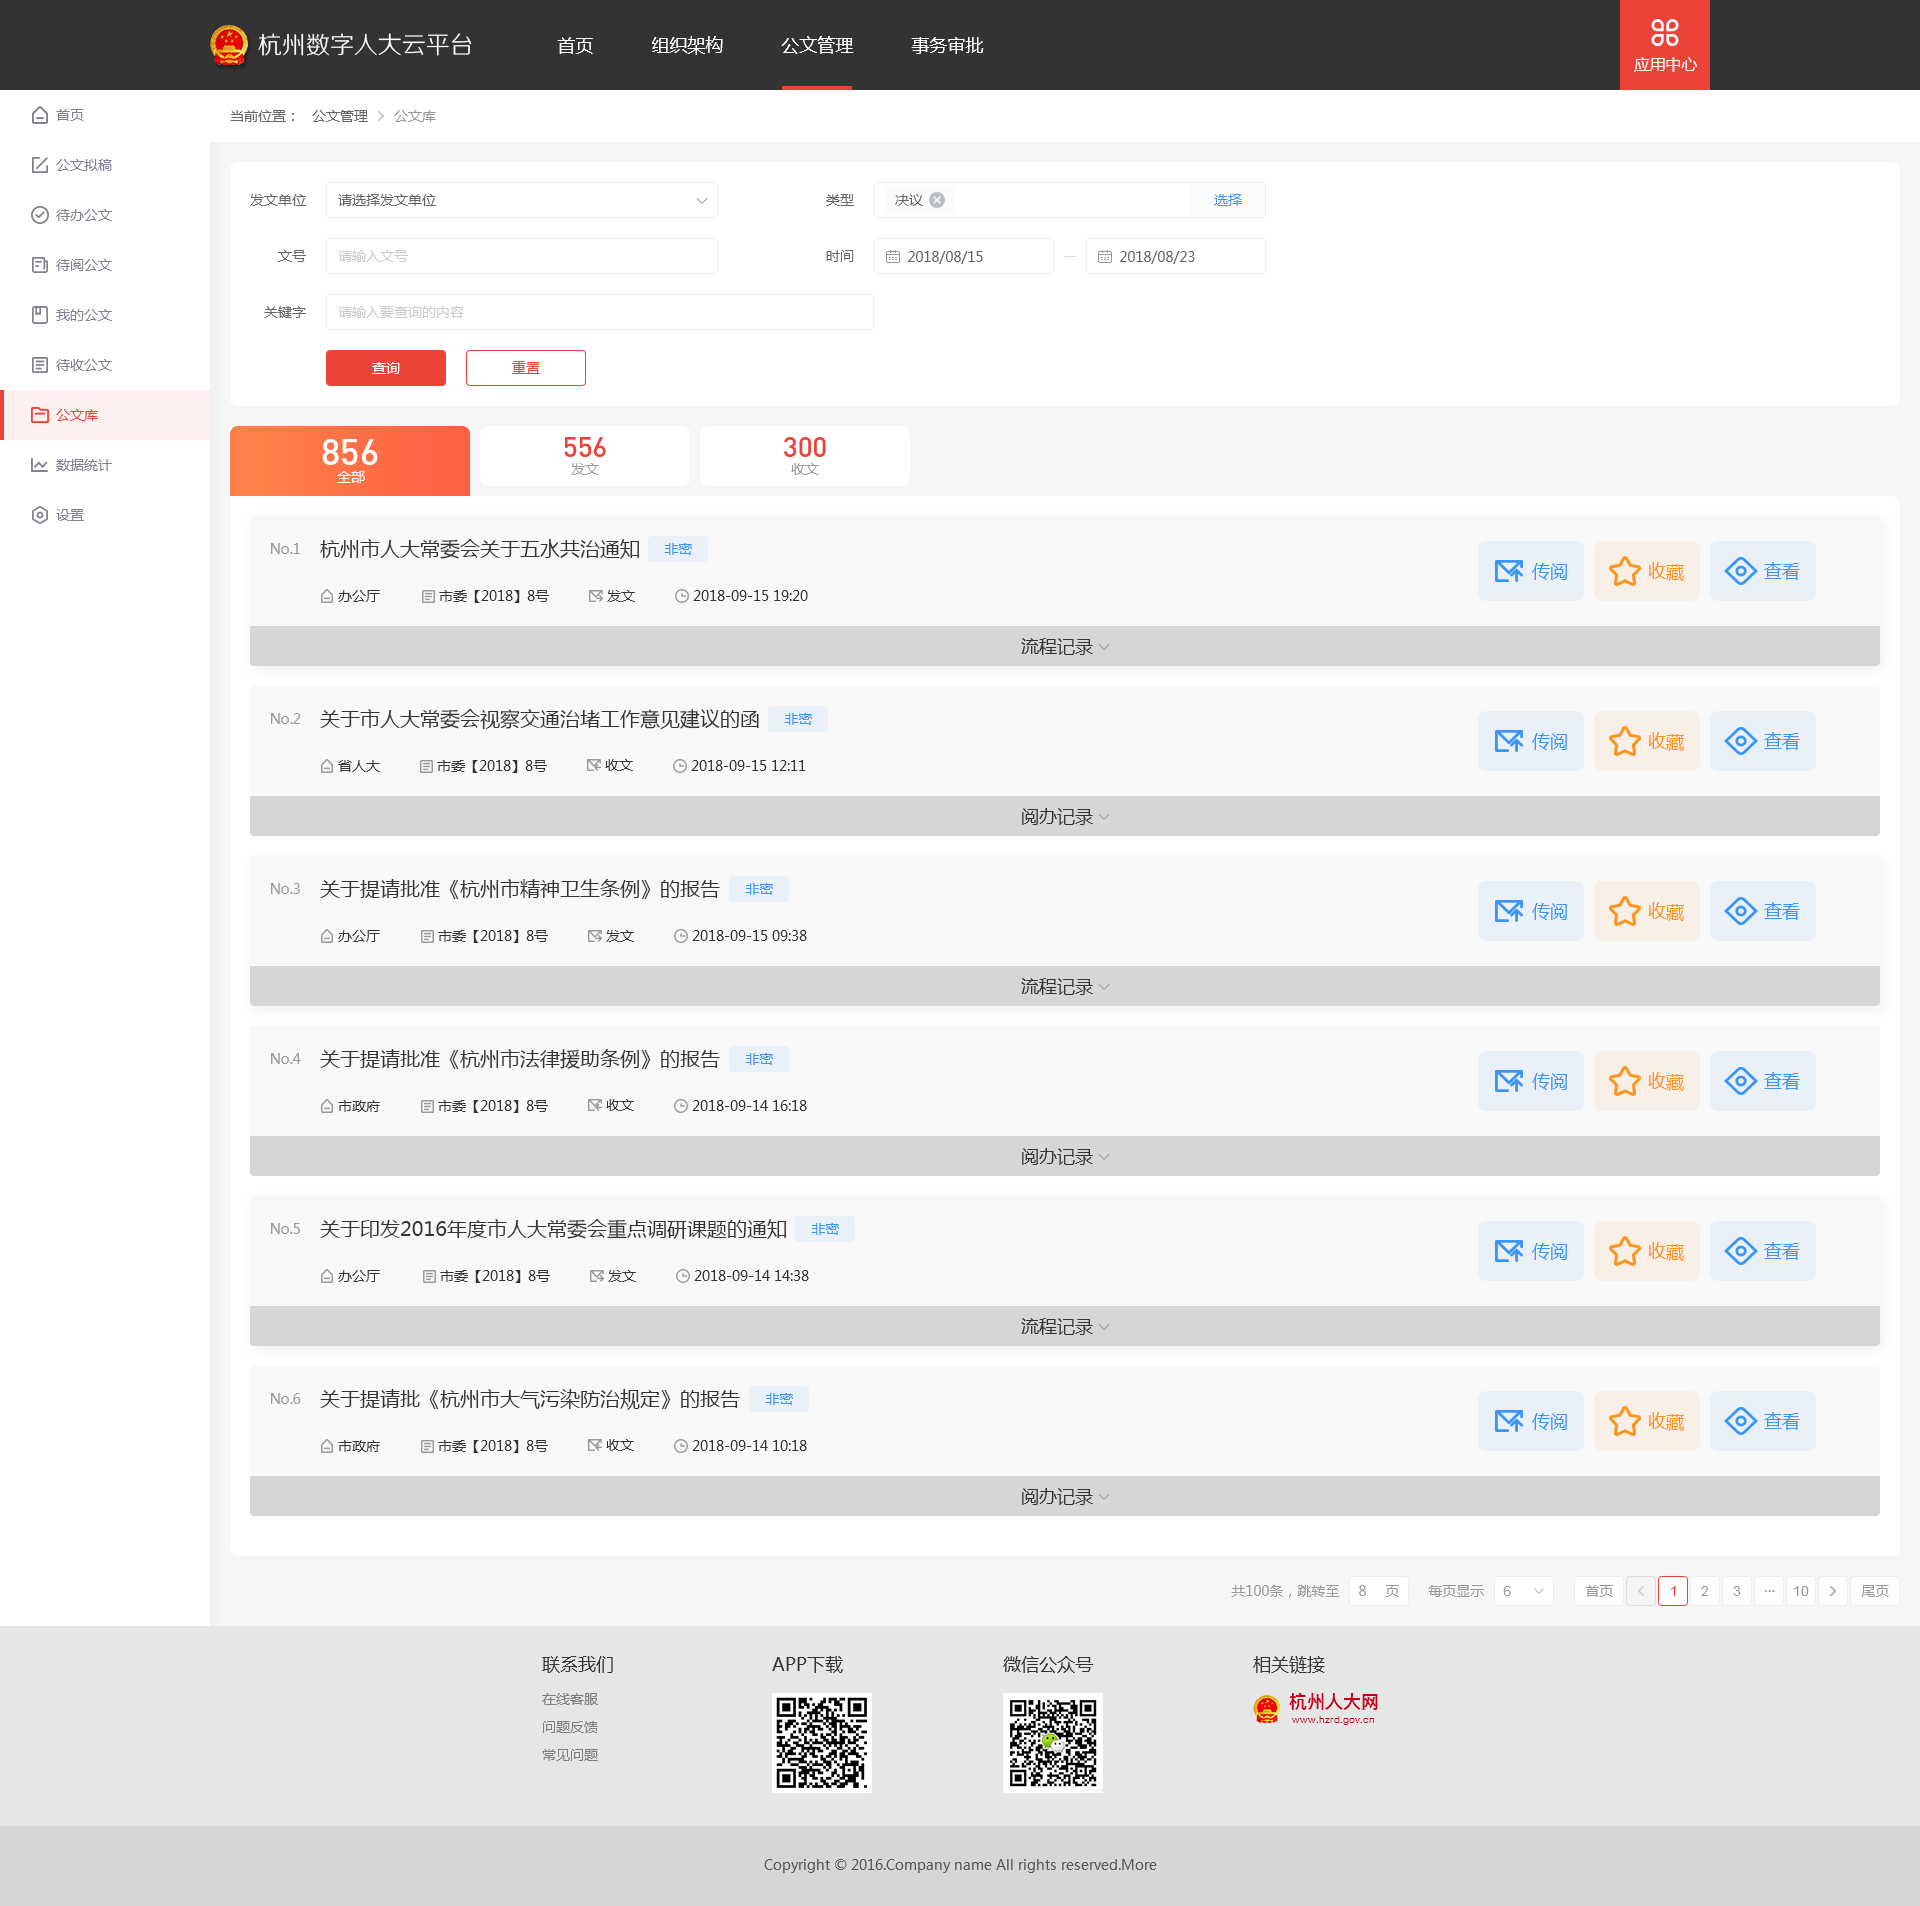 杭州数字人大云平台 首页 组织架构 公文管理 事务审批 应用中心
首页
公文拟稿
待办公文
待阅公文
我的公文
待收公文
公文库
数据统计
设置
当前位置： 公文管理 > 公文库
发文单位 请选择发文单位 类型 决议 选择
文号 请输入文号 时间 2018/08/15 — 2018/08/23
关键字 请输入要查询的内容
查询 重置
856 556 300
全部 发文 收文
No.1 杭州市人大常委会关于五水共治通知 非密
办公厅 市委【2018】8号 发文 2018-09-15 19:20
传阅 收藏 查看
流程记录
No.2 关于市人大常委会视察交通治堵工作意见建议的函 非密
省人大 市委【2018】8号 收文 2018-09-15 12:11
传阅 收藏 查看
阅办记录
No.3 关于提请批准《杭州市精神卫生条例》的报告 非密
办公厅 市委【2018】8号 发文 2018-09-15 09:38
传阅 收藏 查看
流程记录
No.4 关于提请批准《杭州市法律援助条例》的报告 非密
市政府 市委【2018】8号 收文 2018-09-14 16:18
传阅 收藏 查看
阅办记录
No.5 关于印发2016年度市人大常委会重点调研课题的通知 非密
办公厅 市委【2018】8号 发文 2018-09-14 14:38
传阅 收藏 查看
流程记录
No.6 关于提请批《杭州市大气污染防治规定》的报告 非密
市政府 市委【2018】8号 收文 2018-09-14 10:18
传阅 收藏 查看
阅办记录
共100条，跳转至 8 页 每页显示 6 首页 < 1 2 3 ... 10 > 尾页
联系我们
在线客服
问题反馈
常见问题
APP下载
微信公众号
相关链接
杭州人大网
www.hzrd.gov.cn
Copyright © 2016.Company name All rights reserved.More